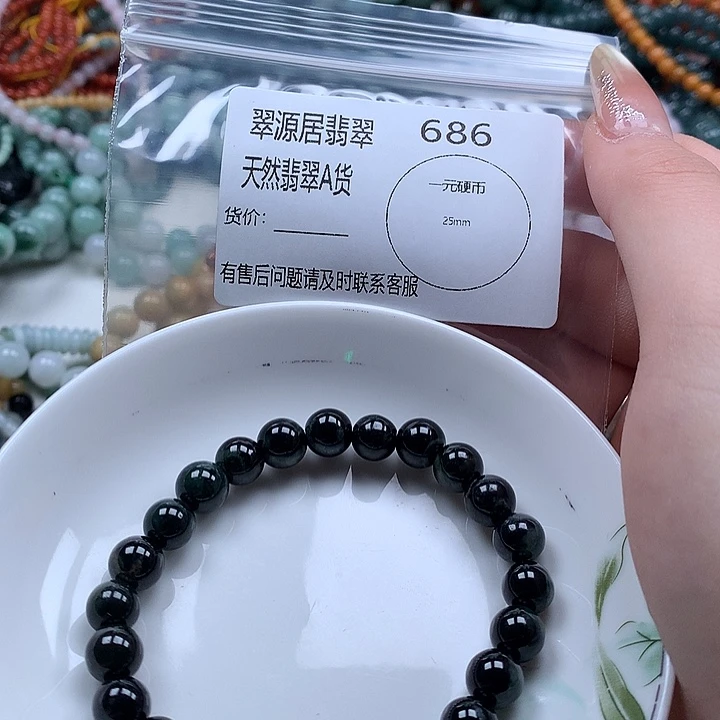 翠源居翡翠 686
天然翡翠A货
一元硬币
25mm
货价：
有售后问题请及时联系客服